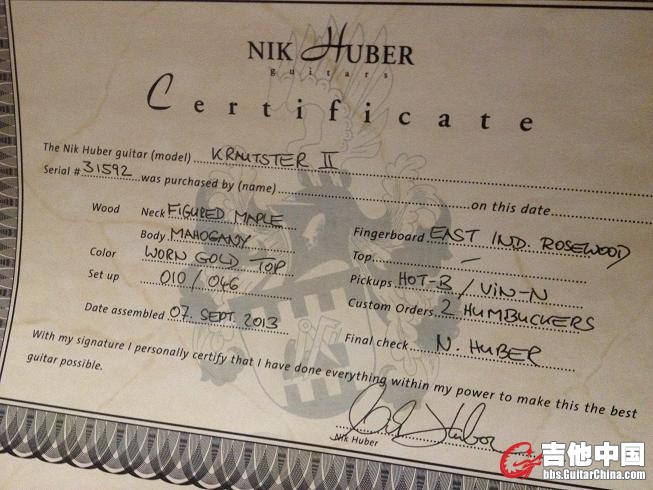 NIK HUBER
guitars
Certificate
The Nik Huber guitar (model) KRAUTSTER II
Serial # 31592 was purchased by (name) on this date
Wood Neck FIGURED MAPLE Fingerboard EAST IND. ROSEWOOD
Body MAHOGANY Top –
Color WORN GOLD TOP Pickups HOT-B / VIN-N
Set up 010 / 046 Custom Orders 2 HUMBUCKERS
Date assembled 07. SEPT. 2013 Final check N. HUBER
With my signature I personally certify that I have done everything within my power to make this the best
guitar possible.
Nik Huber
吉他中国
bbs.GuitarChina.com